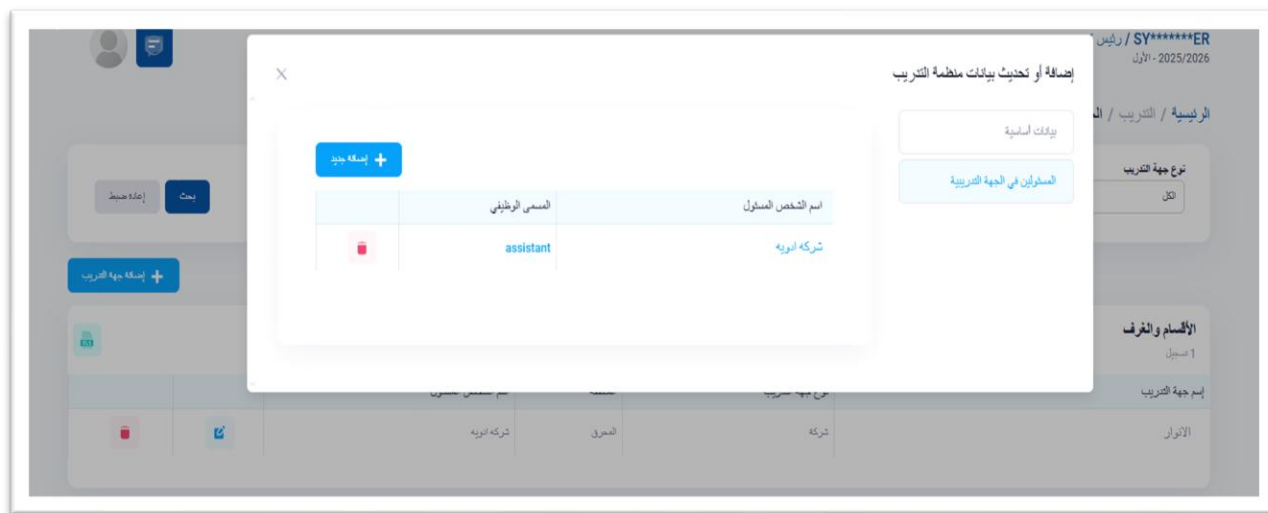 SY*******ER / رئيس
2025/2026 - الأول
الرئيسية / التدريب /
نوع جهة التدريب
الكل
بحث
إعادة ضبط
إضافة جهة التدريب
إضافة أو تحديث بيانات منظمة التدريب
بيانات أساسية
المسئولين في الجهة التدريبية
إضافة جديد
اسم الشخص المسئول المسمى الوظيفي
شركه ادويه assistant
الأقسام والغرف
1 تسجيل
إسم جهة التدريب نوع جهة التدريب المنطقة اسم الشخص المسئول
الانوار شركة المحرق شركه ادويه